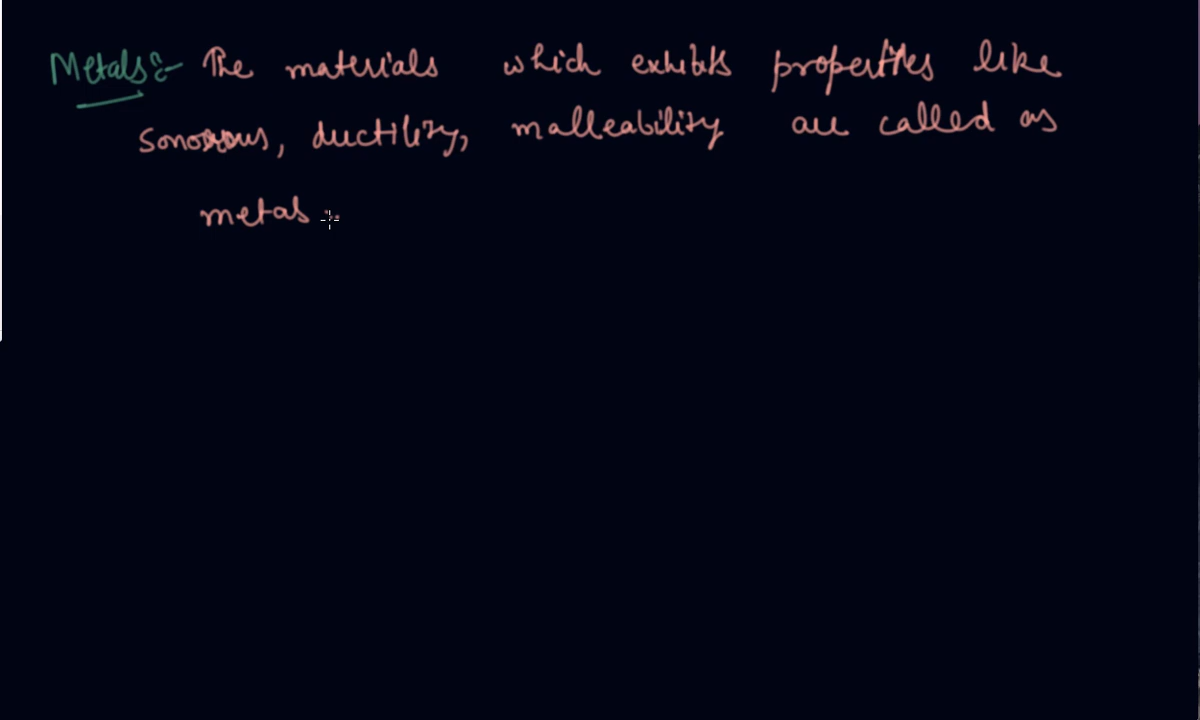 Metals:- The materials which exhibits properties like
sonorous, ductility, malleability are called as
metals.